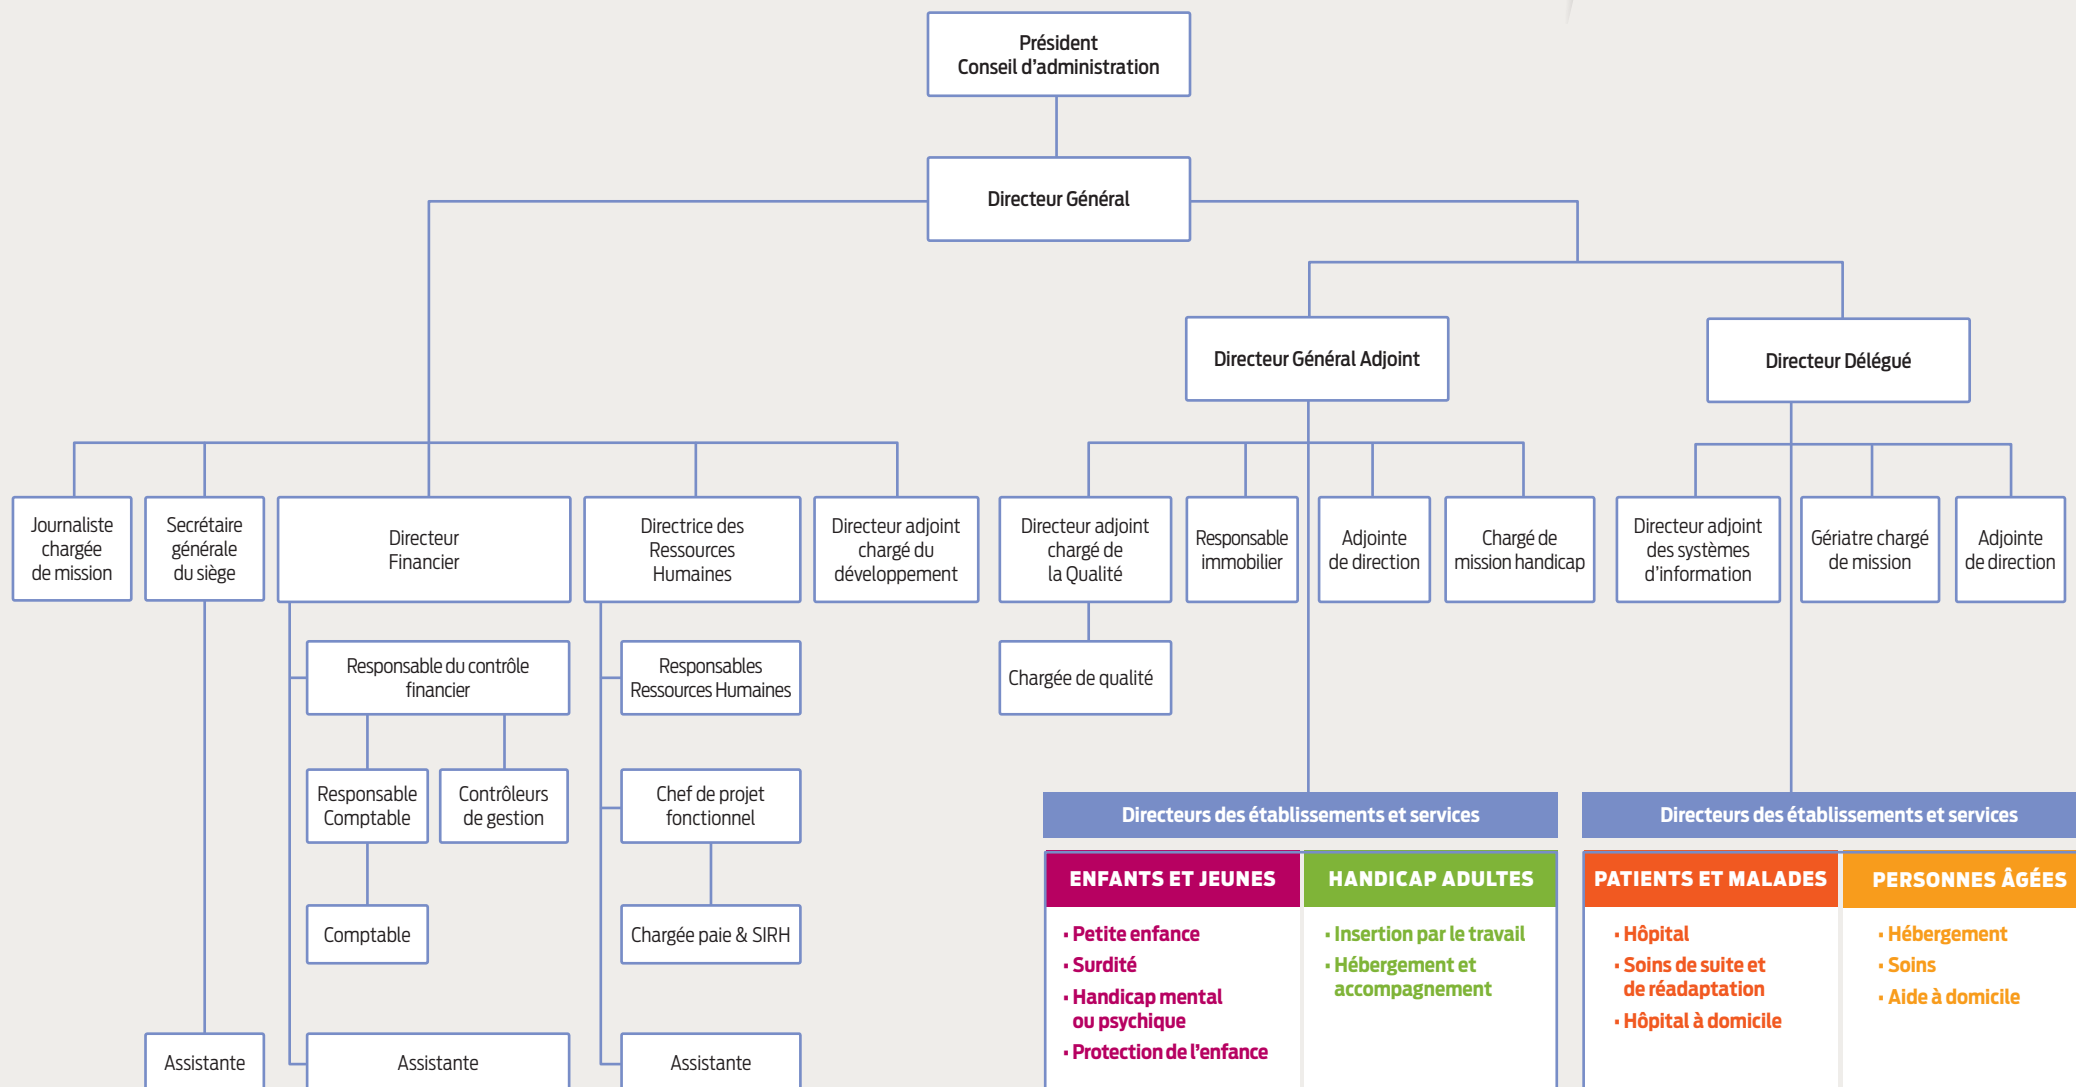 Président
Conseil d’administration
Directeur Général
Directeur Général Adjoint
Directeur Délégué
Journaliste
chargée
de mission
Secrétaire
générale
du siège
Directeur
Financier
Directrice des
Ressources
Humaines
Directeur adjoint
chargé du
développement
Directeur adjoint
chargé de
la Qualité
Responsable
immobilier
Adjointe
de direction
Chargé de
mission handicap
Directeur adjoint
des systèmes
d’information
Gériatre chargé
de mission
Adjointe
de direction
Responsable du contrôle
financier
Responsables
Ressources Humaines
Chargée de qualité
Responsable
Comptable
Contrôleurs
de gestion
Chef de projet
fonctionnel
Comptable
Chargée paie & SIRH
Assistante
Assistante
Assistante
Directeurs des établissements et services
ENFANTS ET JEUNES
· Petite enfance
· Surdité
· Handicap mental
ou psychique
· Protection de l’enfance
HANDICAP ADULTES
· Insertion par le travail
· Hébergement et
accompagnement
Directeurs des établissements et services
PATIENTS ET MALADES
· Hôpital
· Soins de suite et
de réadaptation
· Hôpital à domicile
PERSONNES ÂGÉES
· Hébergement
· Soins
· Aide à domicile